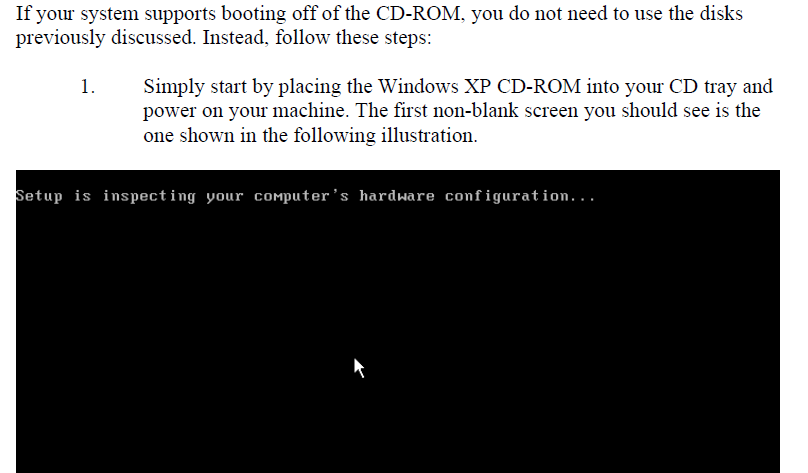 If your system supports booting off of the CD-ROM, you do not need to use the disks
previously discussed. Instead, follow these steps:
1. Simply start by placing the Windows XP CD-ROM into your CD tray and
power on your machine. The first non-blank screen you should see is the
one shown in the following illustration.
Setup is inspecting your computer's hardware configuration...